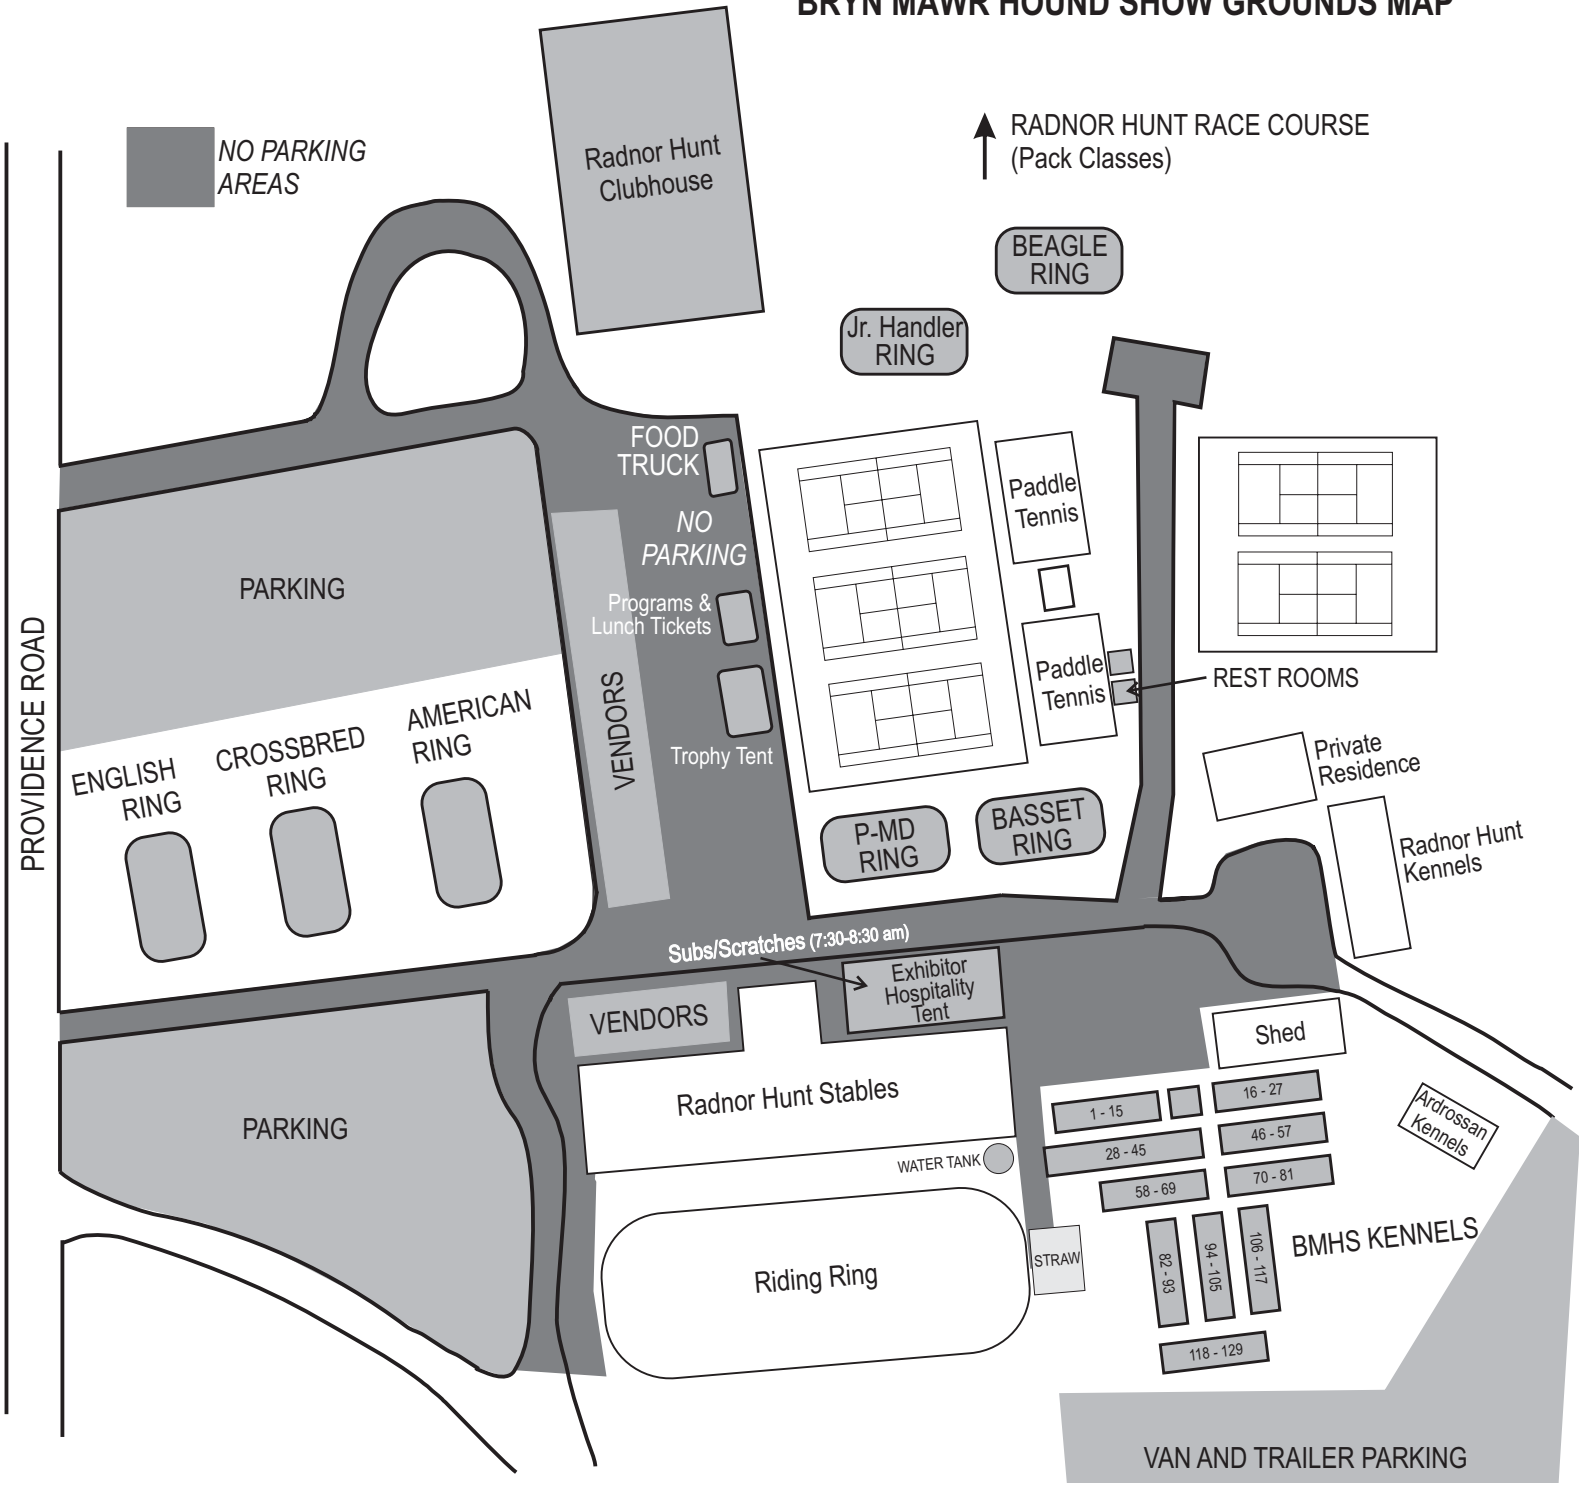 BRYN MAWR HOUND SHOW GROUNDS MAP
NO PARKING
AREAS
Radnor Hunt
Clubhouse
RADNOR HUNT RACE COURSE
(Pack Classes)
BEAGLE
RING
Jr. Handler
RING
FOOD
TRUCK
NO
PARKING
Programs &
Lunch Tickets
Trophy Tent
VENDORS
PARKING
PROVIDENCE ROAD
ENGLISH
RING
CROSSBRED
RING
AMERICAN
RING
Paddle
Tennis
Paddle
Tennis
REST ROOMS
Private
Residence
Radnor Hunt
Kennels
P-MD
RING
BASSET
RING
Subs/Scratches (7:30-8:30 am)
Exhibitor
Hospitality
Tent
VENDORS
Radnor Hunt Stables
Shed
PARKING
WATER TANK
Riding Ring
STRAW
1 - 15
16 - 27
28 - 45
46 - 57
58 - 69
70 - 81
82 - 93
94 - 105
106 - 117
118 - 129
Ardrossan
Kennels
BMHS KENNELS
VAN AND TRAILER PARKING